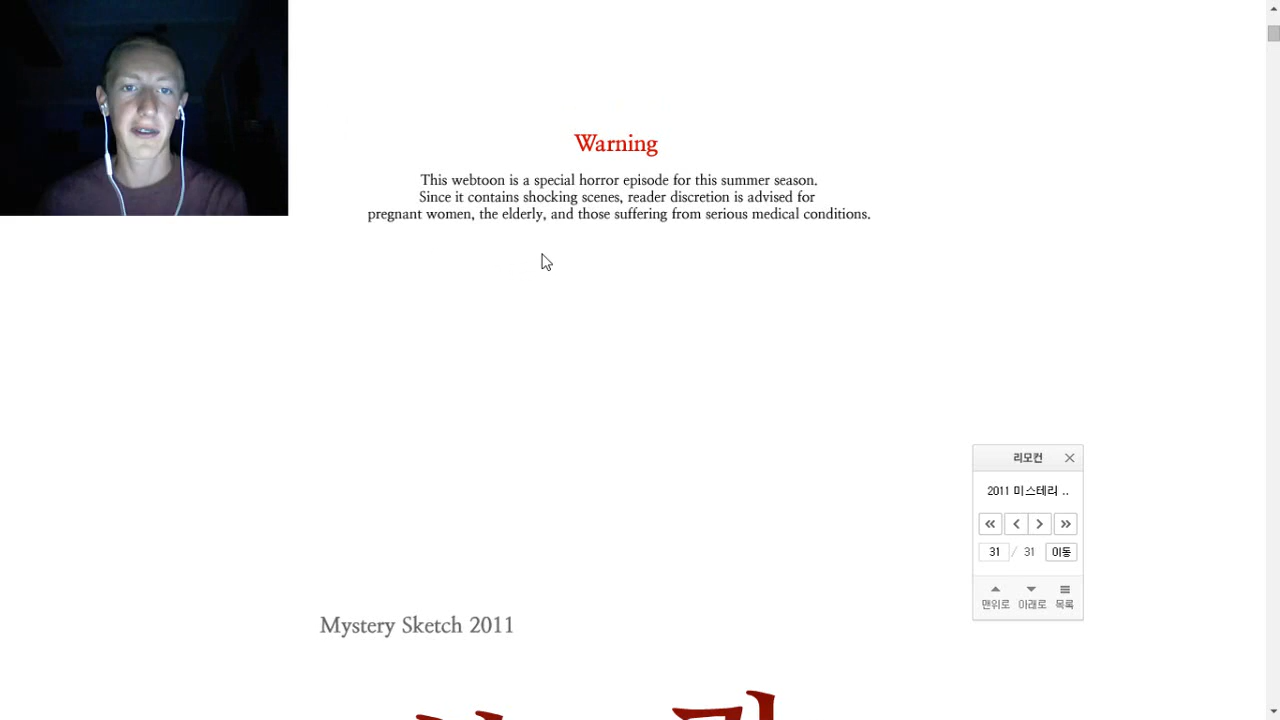 Warning
This webtoon is a special horror episode for this summer season.
Since it contains shocking scenes, reader discretion is advised for
pregnant women, the elderly, and those suffering from serious medical conditions.
리모컨
2011 미스테리 ..
31 / 31 이동
맨위로 아래로 목록
Mystery Sketch 2011